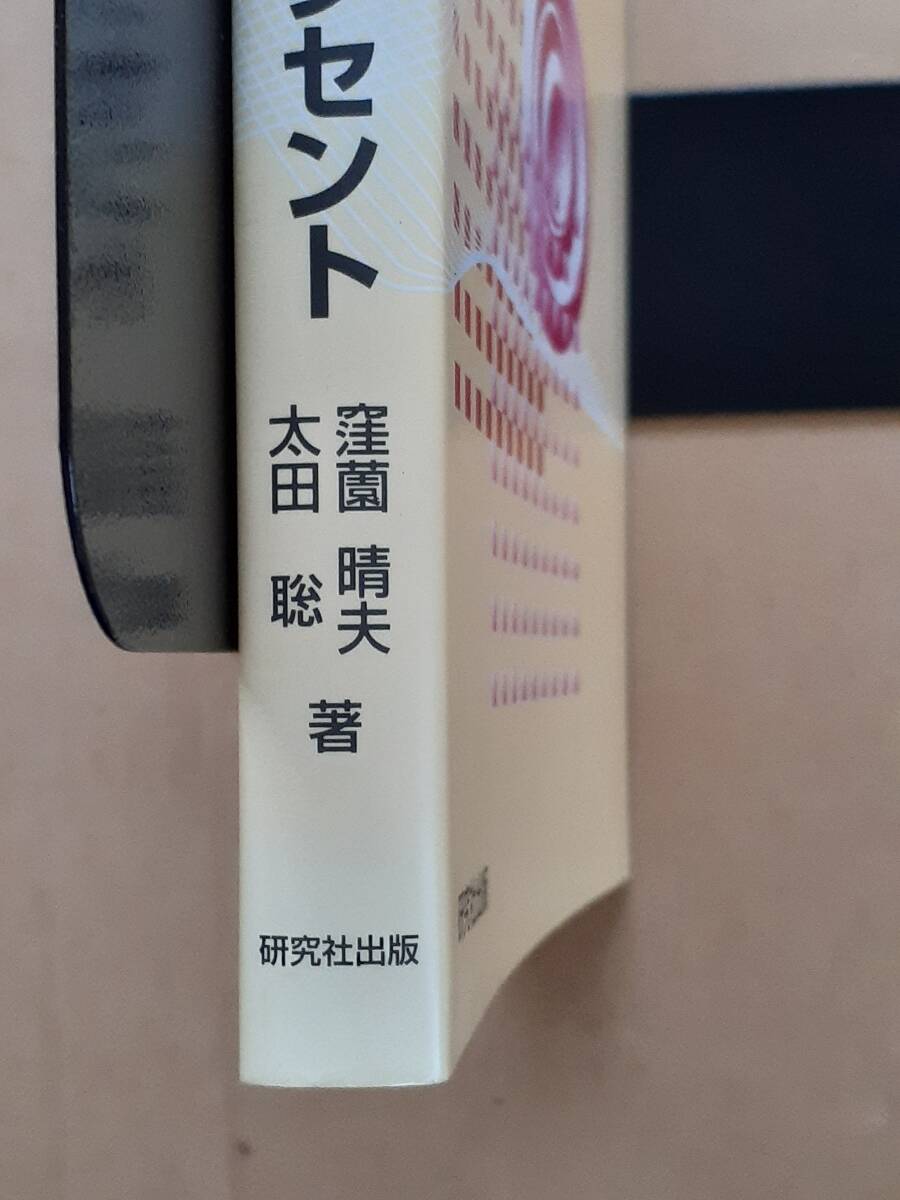 セント
窪薗 晴夫
太田 聡
著
研究社出版